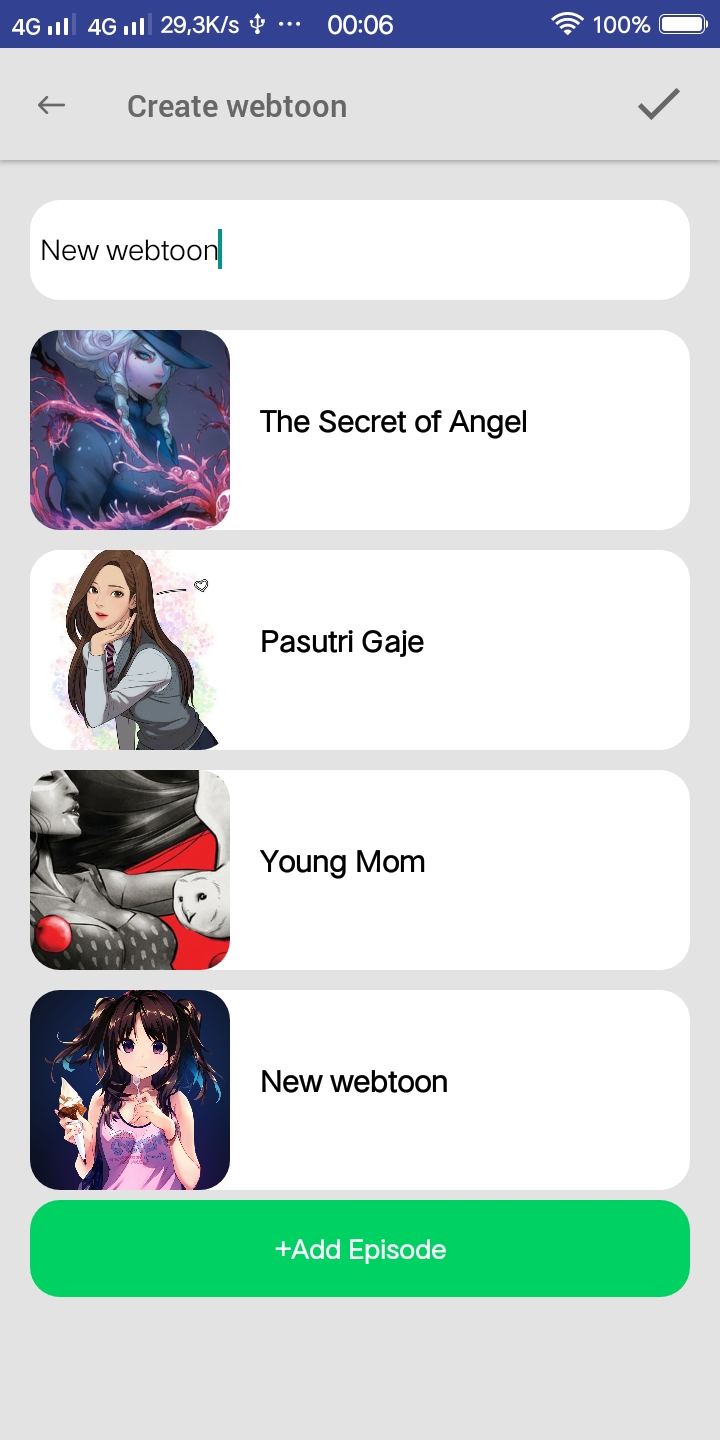 4G 4G 29,3K/s ... 00:06 100%
Create webtoon
New webtoon
The Secret of Angel
Pasutri Gaje
Young Mom
New webtoon
+Add Episode